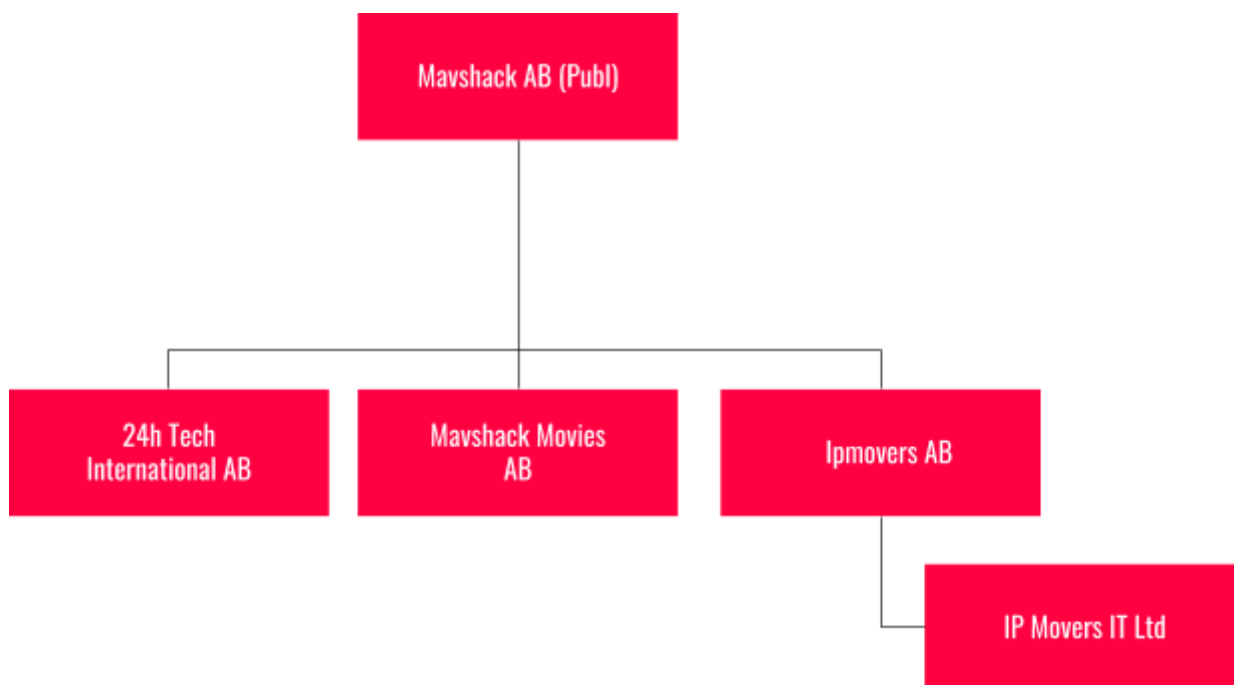 Mavshack AB (Publ)
24h Tech
International AB
Mavshack Movies
AB
Ipmovers AB
IP Movers IT Ltd